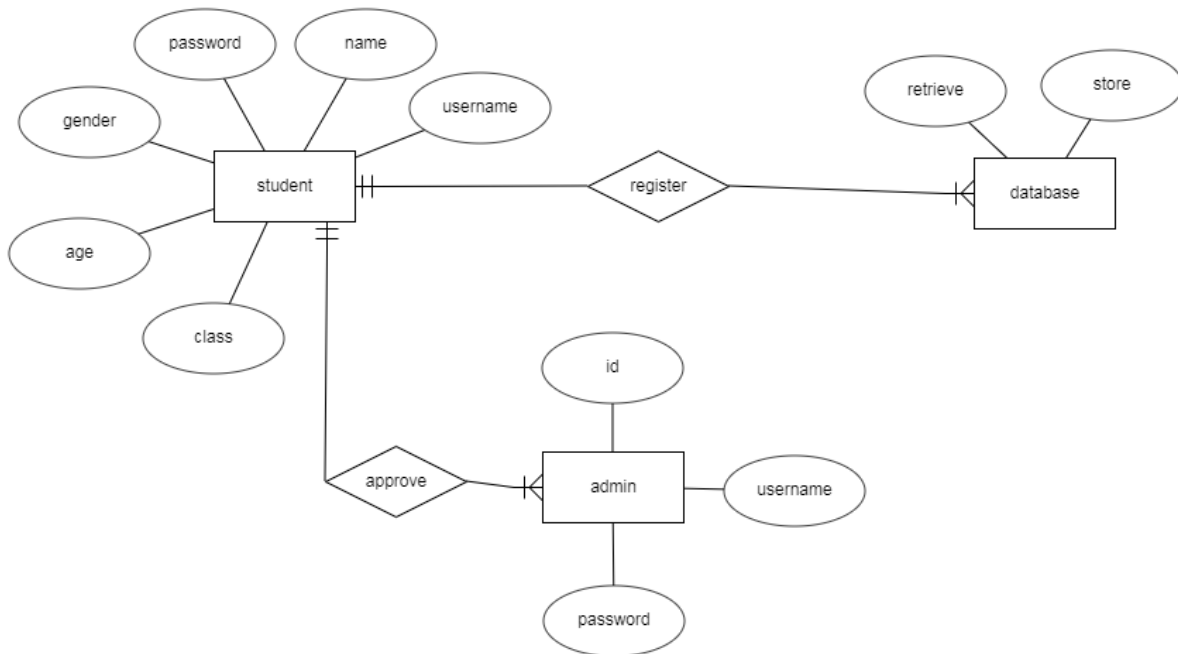 password
name
username
gender
student
age
class
register
retrieve
store
database
id
approve
admin
username
password